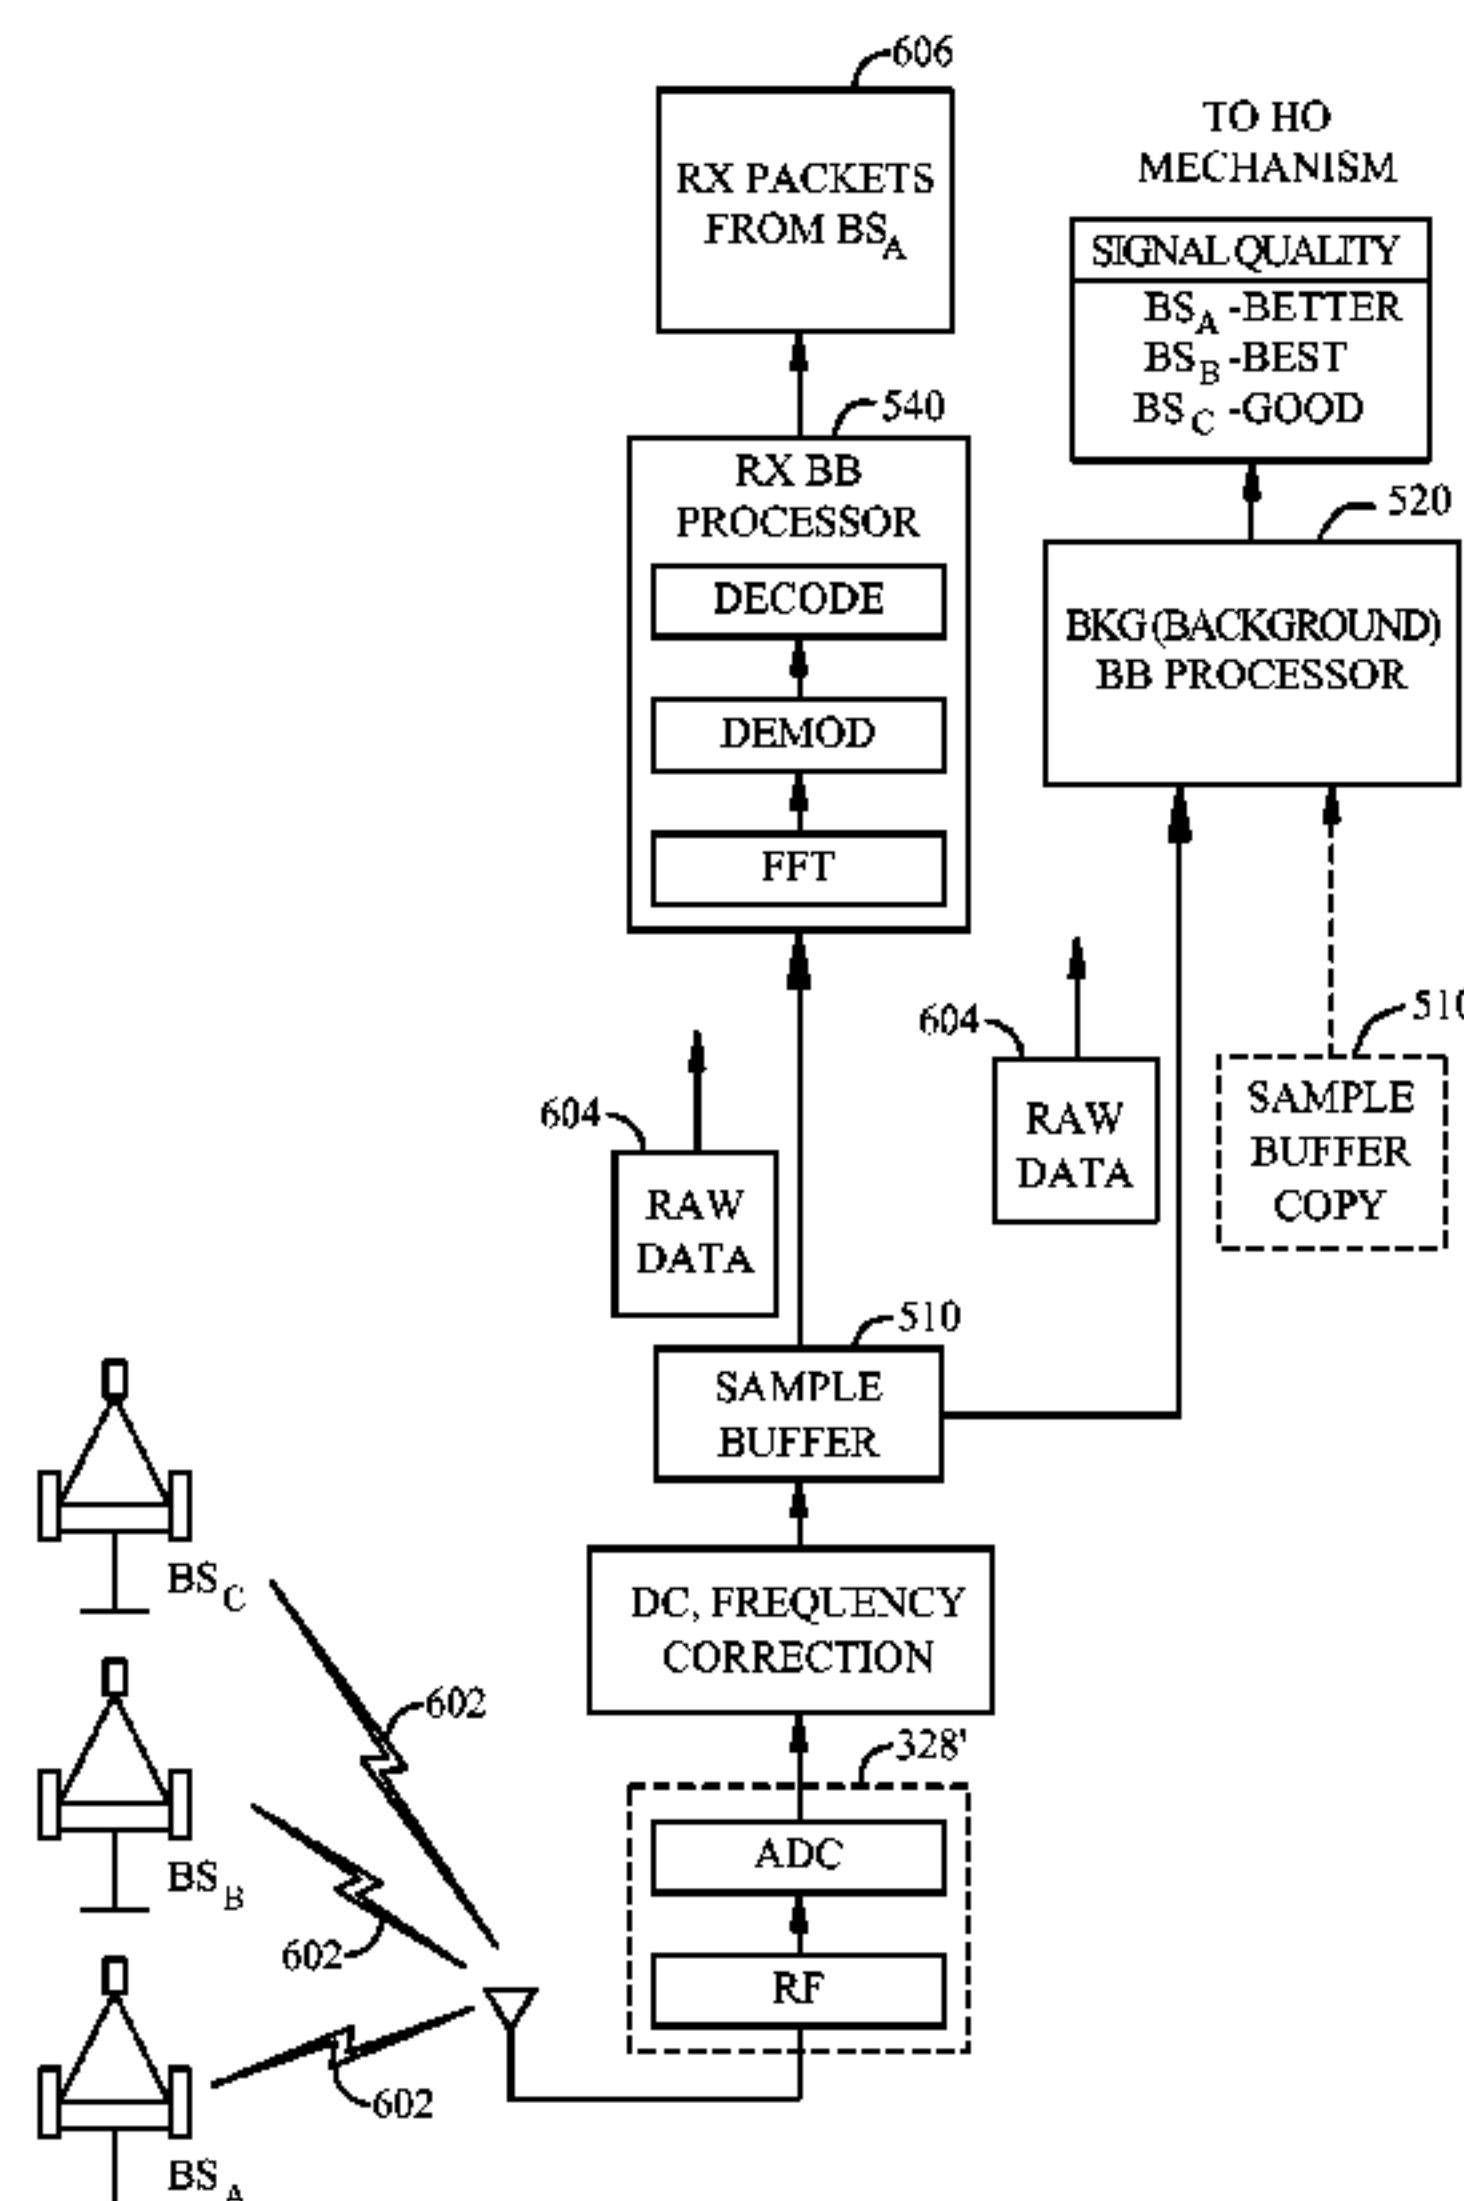 606
RX PACKETS
FROM BSA
TO HO
MECHANISM
SIGNAL QUALITY
BSA -BETTER
BSB -BEST
BSC -GOOD
540
RX BB
PROCESSOR
DECODE
DEMOD
FFT
520
BKG (BACKGROUND)
BB PROCESSOR
604
RAW
DATA
604
RAW
DATA
510
SAMPLE
BUFFER
COPY
510
SAMPLE
BUFFER
DC, FREQUENCY
CORRECTION
328'
ADC
RF
BSC
602
BSB
602
BSA
602